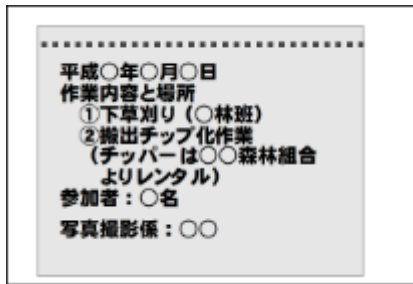 平成○年○月○日
作業内容と場所
①下草刈り（○林班）
②搬出チップ化作業
（チッパーは○○森林組合
よりレンタル）
参加者：○名
写真撮影係：○○